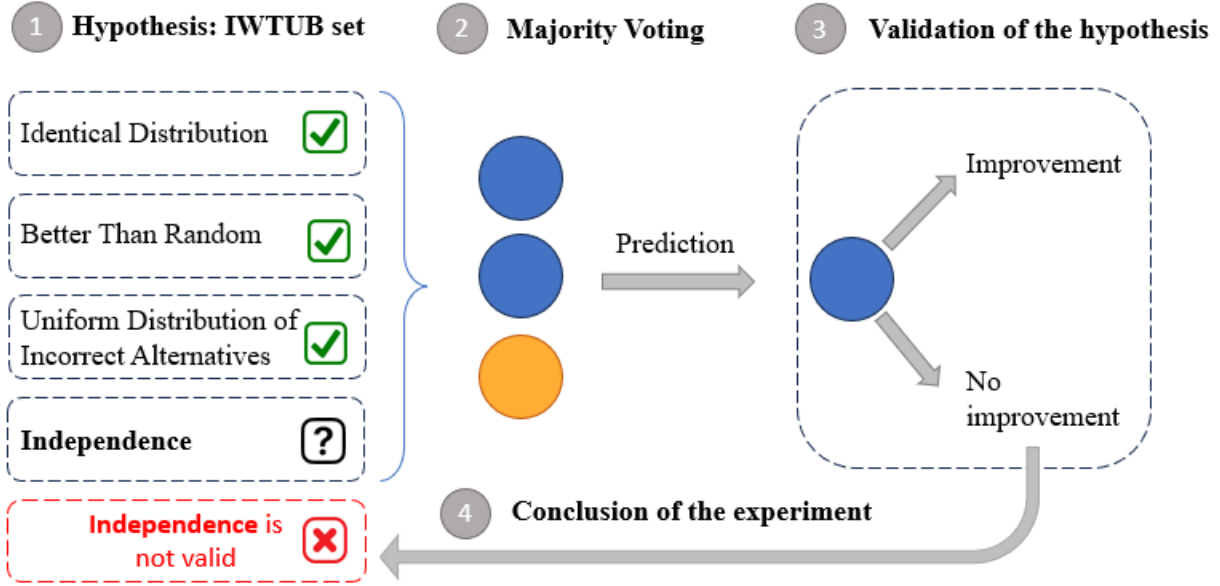 1 Hypothesis: IWTUB set
2 Majority Voting
3 Validation of the hypothesis
Identical Distribution
Better Than Random
Uniform Distribution of
Incorrect Alternatives
Independence ?
Independence is
not valid
Prediction
Improvement
No
improvement
4 Conclusion of the experiment